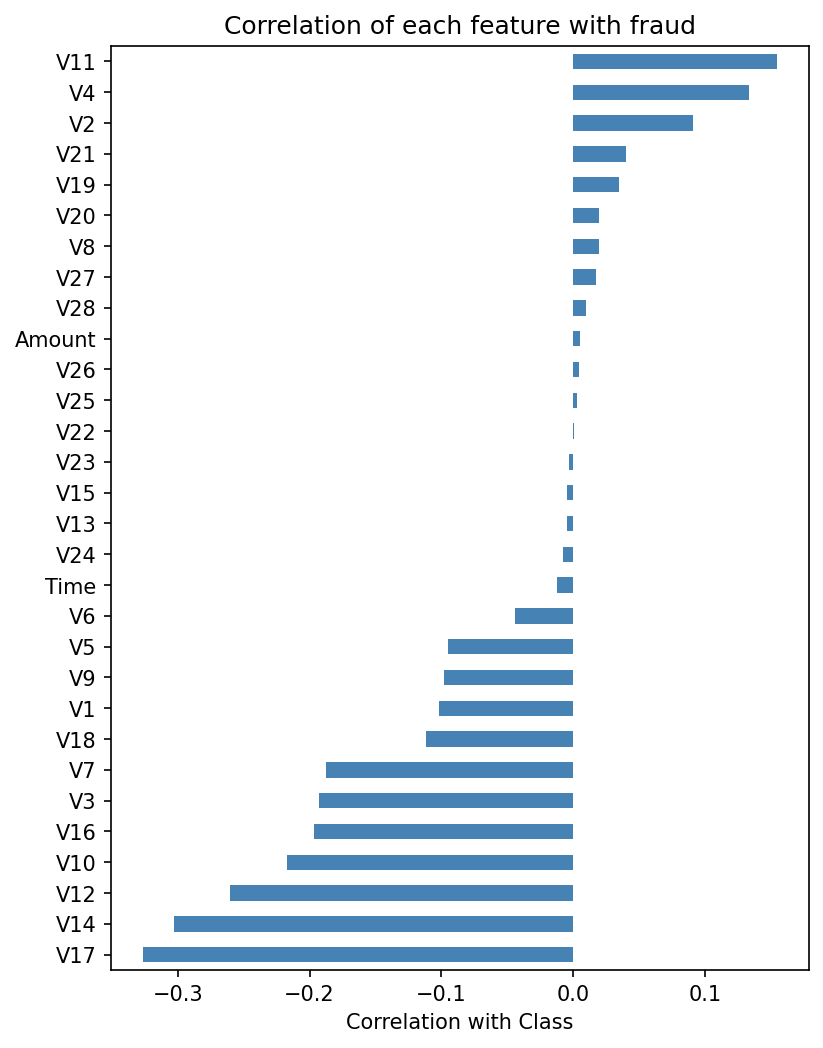 Correlation of each feature with fraud
V11
V4
V2
V21
V19
V20
V8
V27
V28
Amount
V26
V25
V22
V23
V15
V13
V24
Time
V6
V5
V9
V1
V18
V7
V3
V16
V10
V12
V14
V17
−0.3 −0.2 −0.1 0.0 0.1
Correlation with Class